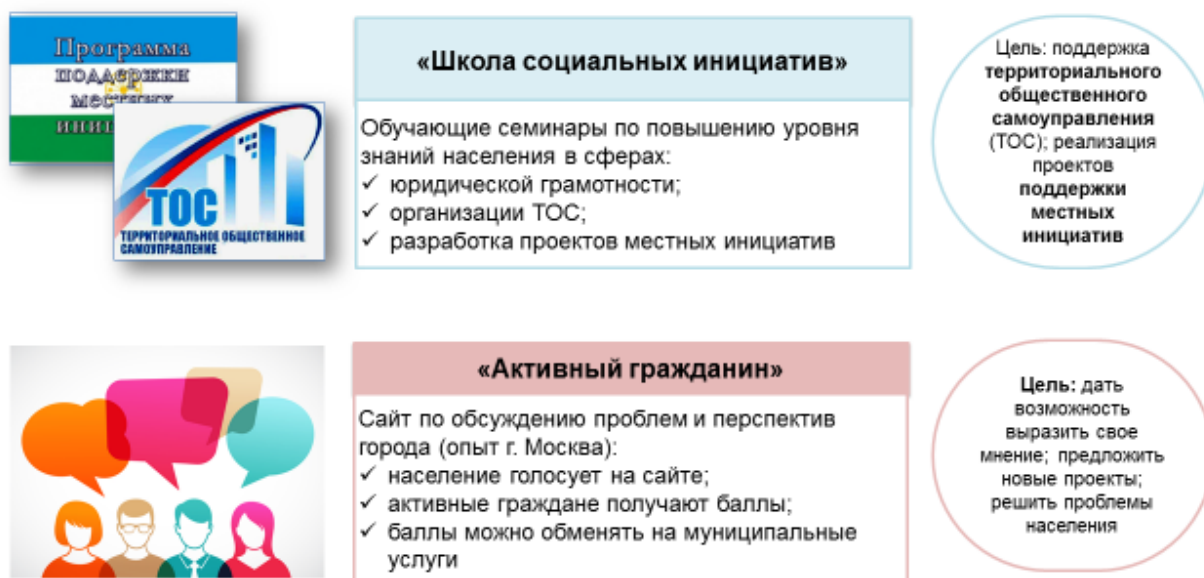 Программа
поддержки
местных
«Школа социальных инициатив»
Обучающие семинары по повышению уровня
знаний населения в сферах:
✓ юридической грамотности;
✓ организации ТОС;
✓ разработка проектов местных инициатив
Цель: поддержка
территориального
общественного
самоуправления
(ТОС); реализация
проектов
поддержки
местных
инициатив
ТОС
ТЕРРИТОРИАЛЬНОЕ ОБЩЕСТВЕННОЕ
САМОУПРАВЛЕНИЕ
«Активный гражданин»
Сайт по обсуждению проблем и перспектив
города (опыт г. Москва):
✓ население голосует на сайте;
✓ активные граждане получают баллы;
✓ баллы можно обменять на муниципальные
услуги
Цель: дать
возможность
выразить свое
мнение; предложить
новые проекты;
решить проблемы
населения